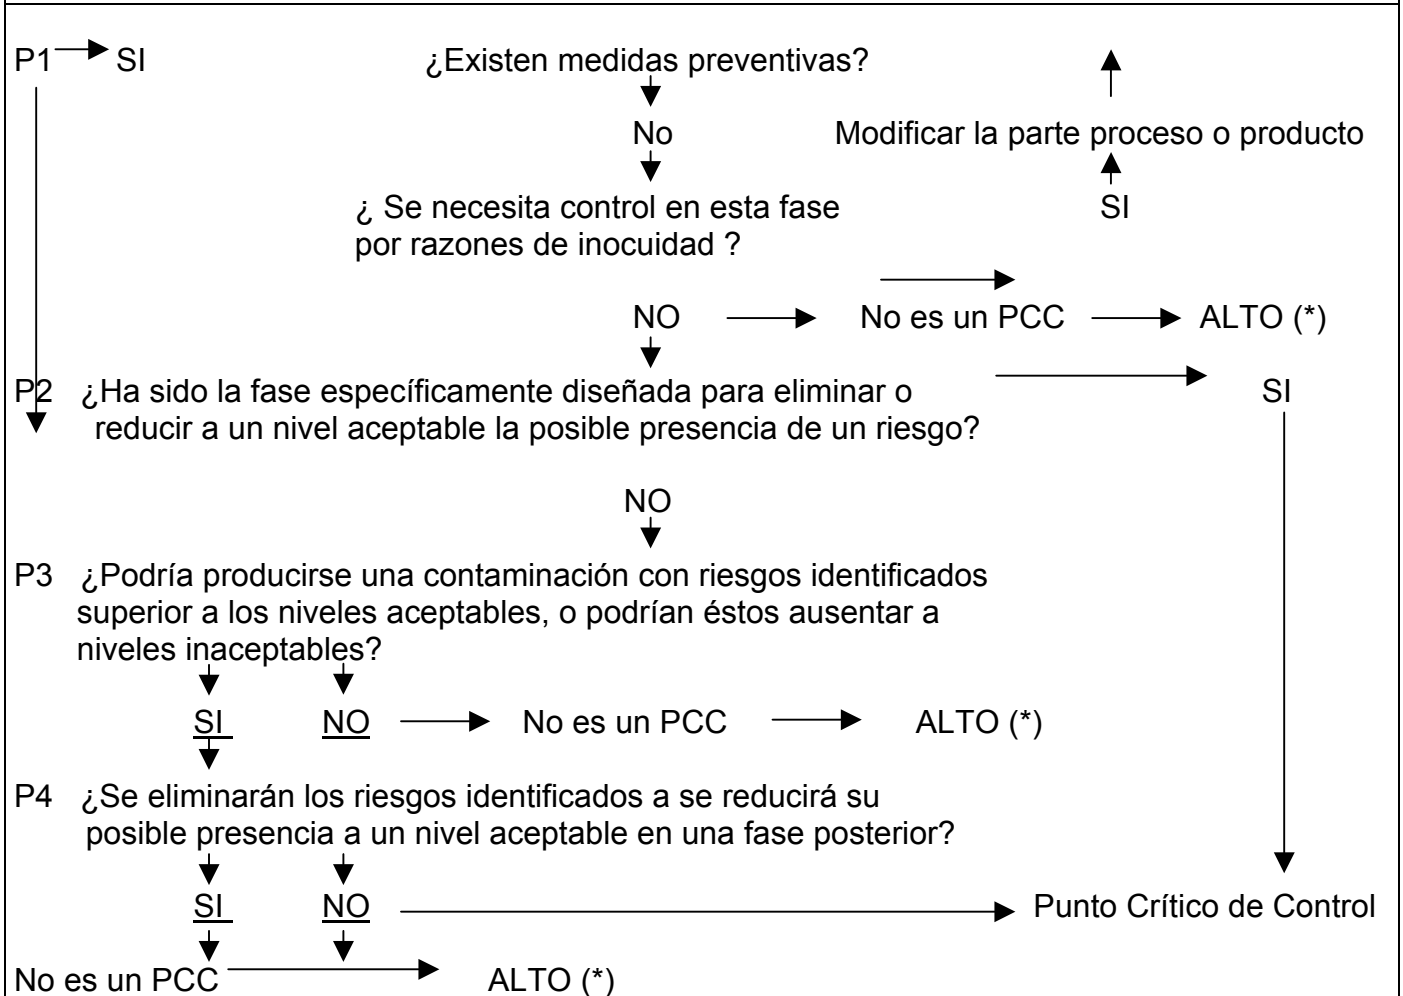 P1 SI ¿Existen medidas preventivas?
No Modificar la parte proceso o producto
¿ Se necesita control en esta fase SI
por razones de inocuidad ?
NO No es un PCC ALTO (*)
P2 ¿Ha sido la fase específicamente diseñada para eliminar o SI
reducir a un nivel aceptable la posible presencia de un riesgo?
NO
P3 ¿Podría producirse una contaminación con riesgos identificados
superior a los niveles aceptables, o podrían éstos ausentar a
niveles inaceptables?
SI NO No es un PCC ALTO (*)
P4 ¿Se eliminarán los riesgos identificados a se reducirá su
posible presencia a un nivel aceptable en una fase posterior?
SI NO Punto Crítico de Control
No es un PCC ALTO (*)